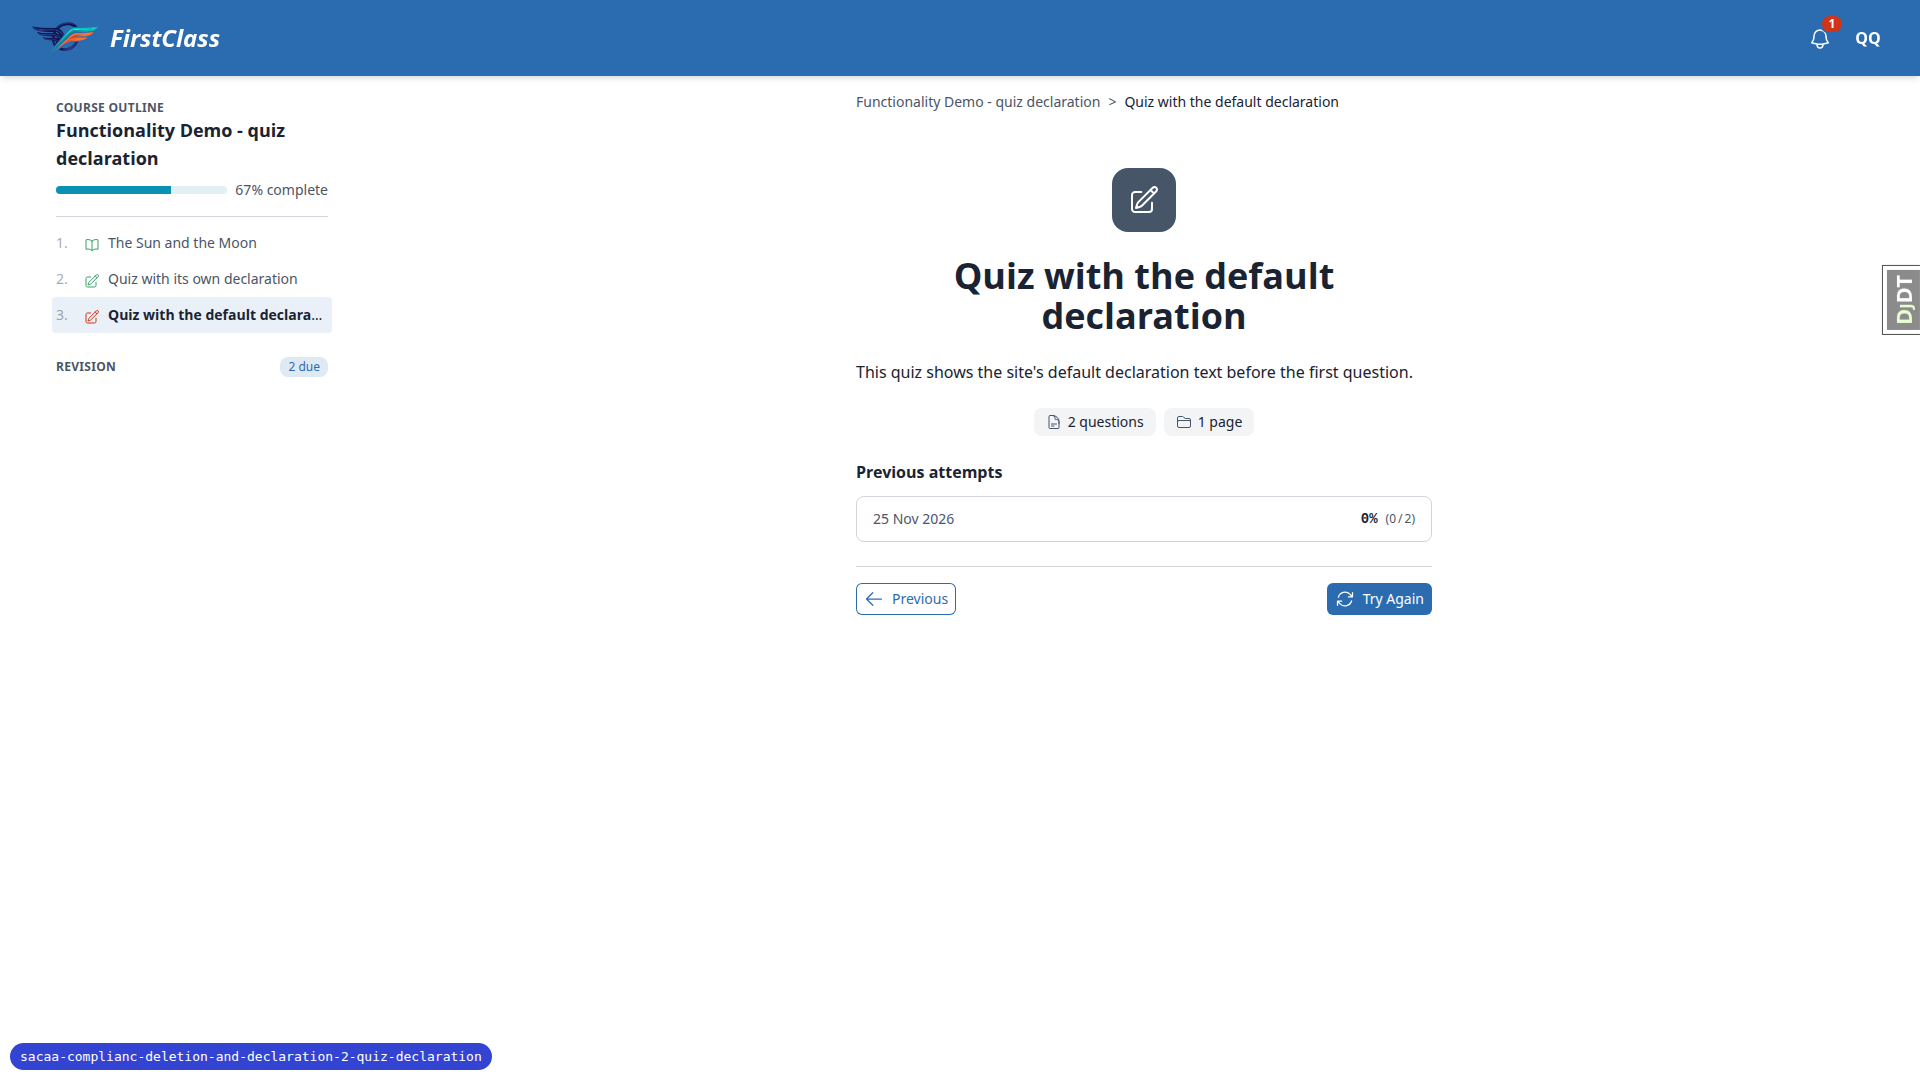 FirstClass
1
QQ
COURSE OUTLINE
Functionality Demo - quiz
declaration
67% complete
1. The Sun and the Moon
2. Quiz with its own declaration
3. Quiz with the default declara...
REVISION
2 due
Functionality Demo - quiz declaration > Quiz with the default declaration
Quiz with the default
declaration
This quiz shows the site's default declaration text before the first question.
2 questions
1 page
Previous attempts
25 Nov 2026
0% (0/2)
Previous
Try Again
DjDT
sacaa-complianc-deletion-and-declaration-2-quiz-declaration